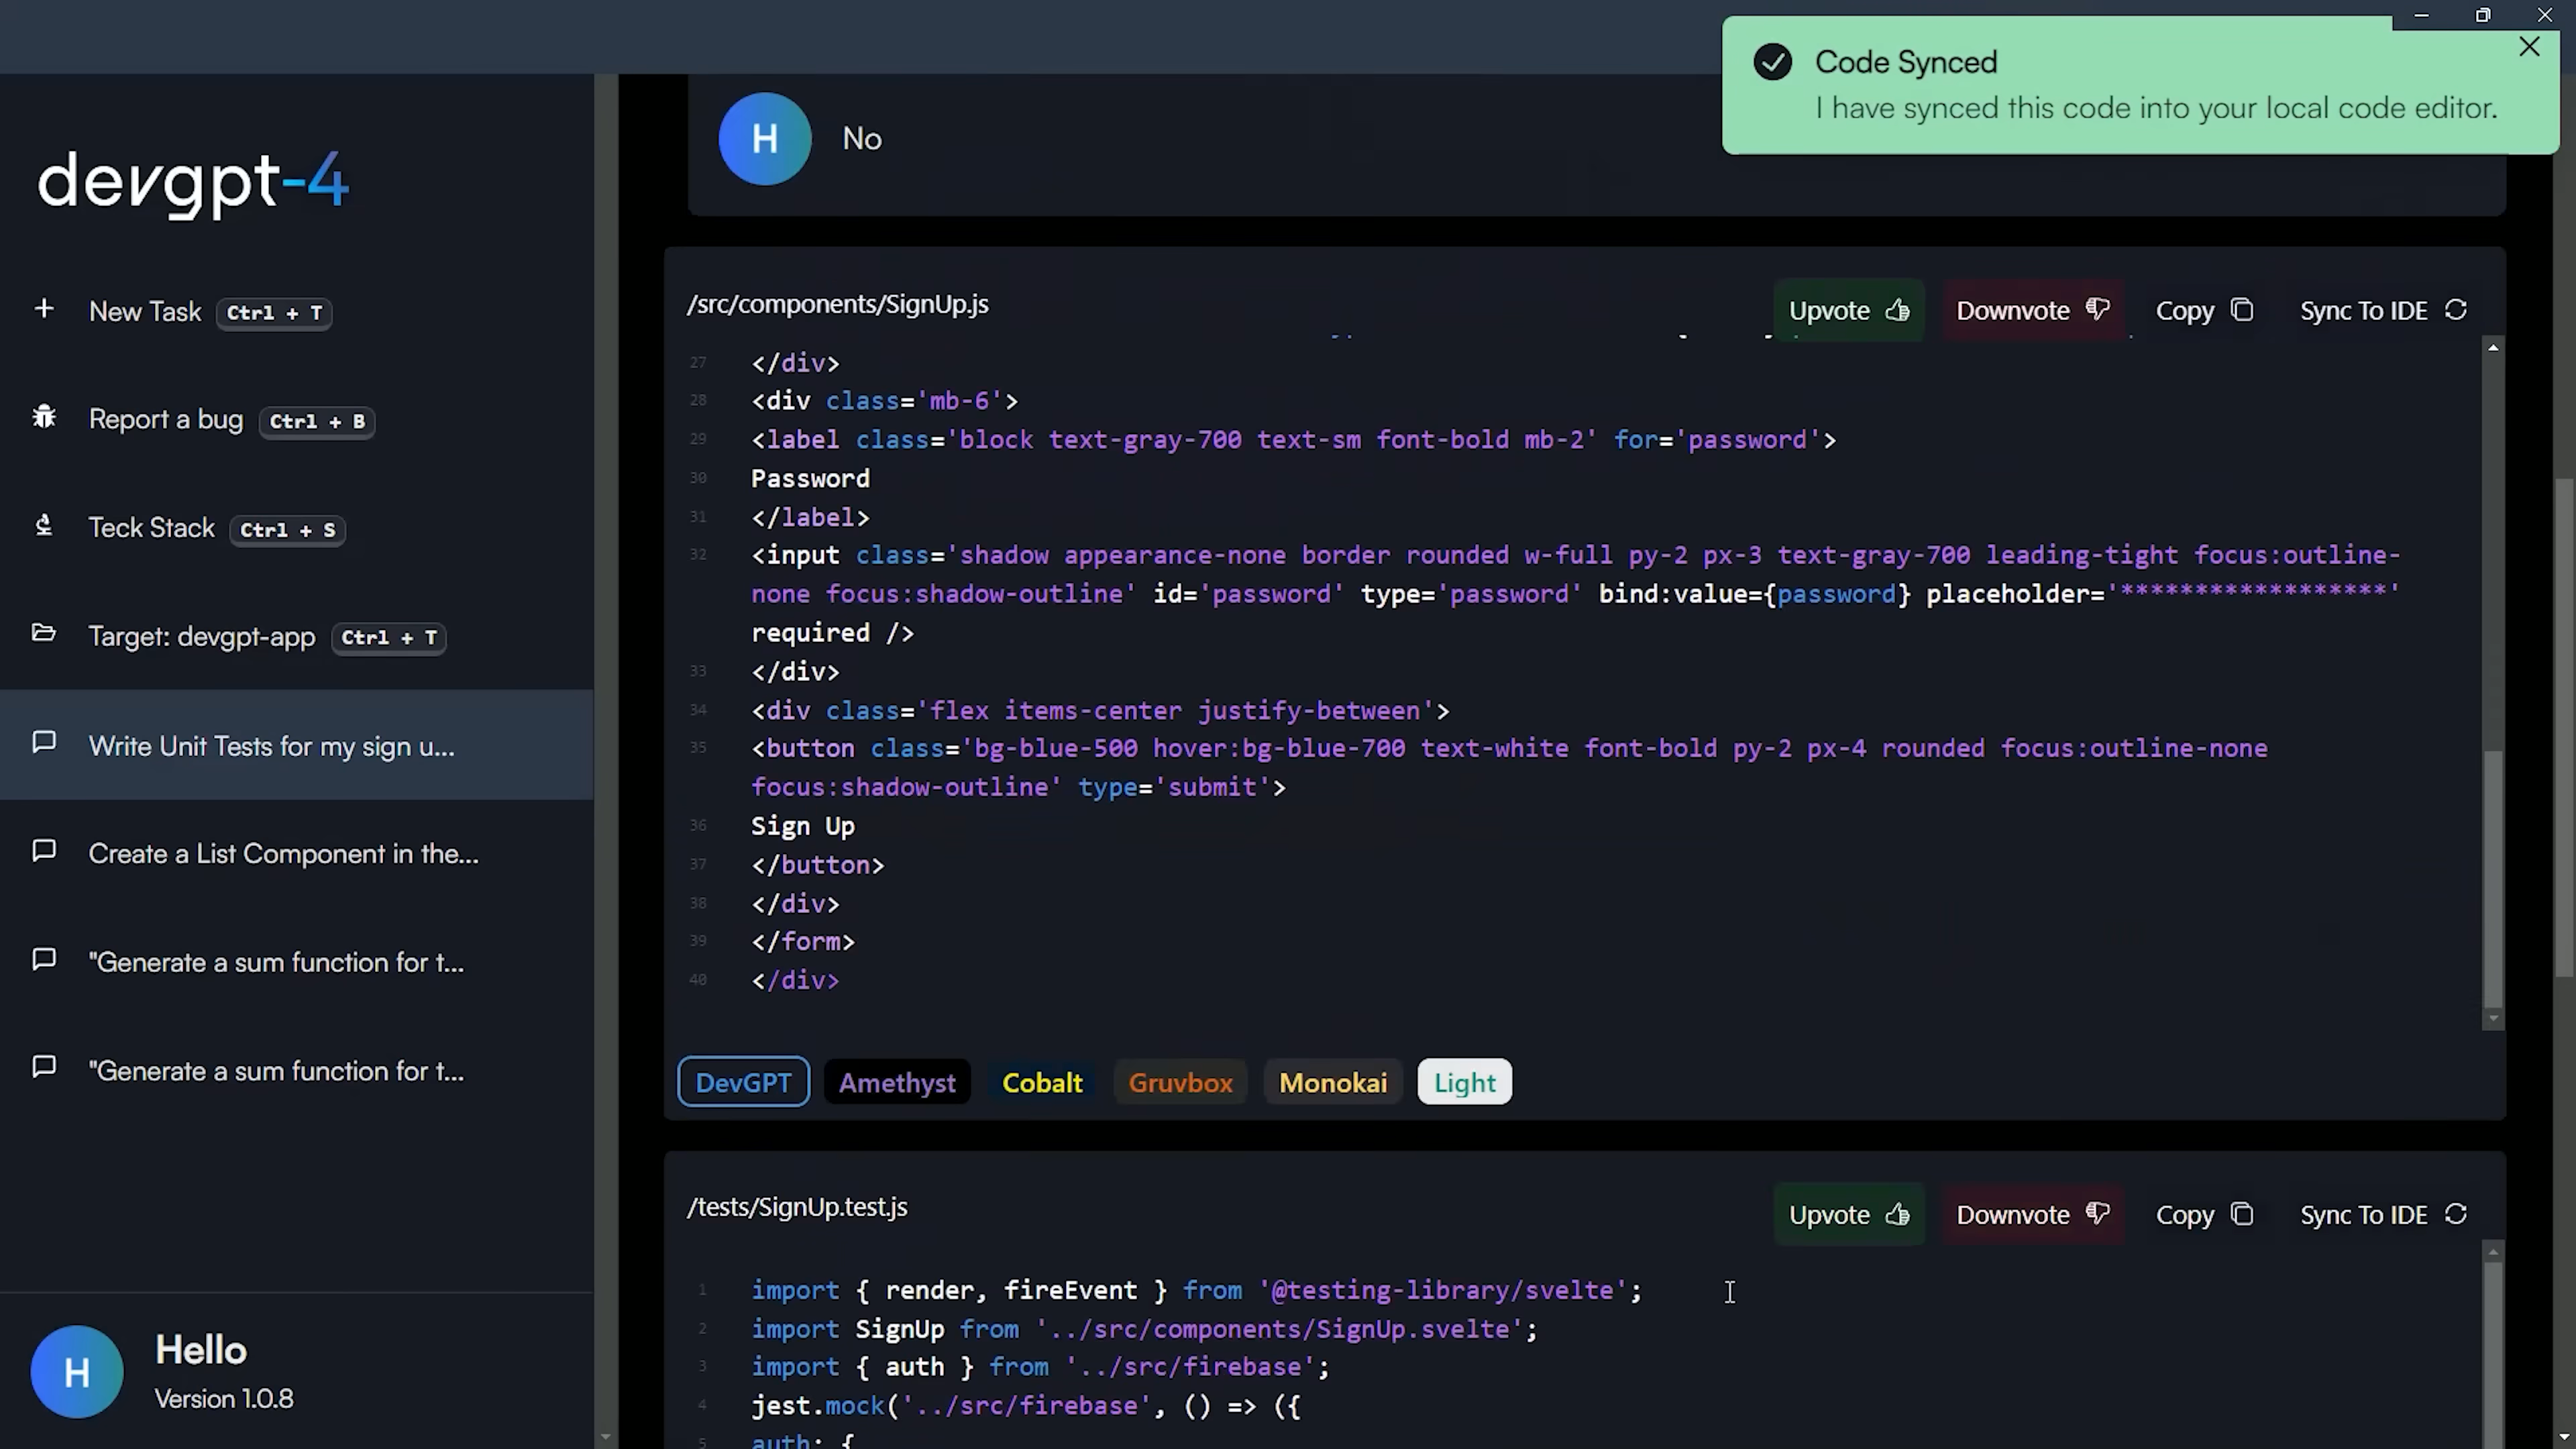 Code Synced
I have synced this code into your local code editor.
devgpt-4
New Task Ctrl + T
Report a bug Ctrl + B
Teck Stack Ctrl + S
Target: devgpt-app Ctrl + T
Write Unit Tests for my sign u...
Create a List Component in the...
"Generate a sum function for t...
"Generate a sum function for t...
H
Hello
Version 1.0.8
H
No
/src/components/SignUp.js
Upvote
Downvote
Copy
Sync To IDE
27 </div>
28 <div class='mb-6'>
29 <label class='block text-gray-700 text-sm font-bold mb-2' for='password'>
30 Password
31 </label>
32 <input class='shadow appearance-none border rounded w-full py-2 px-3 text-gray-700 leading-tight focus:outline-
none focus:shadow-outline' id='password' type='password' bind:value={password} placeholder='******************'
required />
33 </div>
34 <div class='flex items-center justify-between'>
35 <button class='bg-blue-500 hover:bg-blue-700 text-white font-bold py-2 px-4 rounded focus:outline-none
focus:shadow-outline' type='submit'>
36 Sign Up
37 </button>
38 </div>
39 </form>
40 </div>
DevGPT Amethyst Cobalt Gruvbox Monokai Light
/tests/SignUp.test.js
Upvote
Downvote
Copy
Sync To IDE
1 import { render, fireEvent } from '@testing-library/svelte';
2 import SignUp from '../src/components/SignUp.svelte';
3 import { auth } from '../src/firebase';
4 jest.mock('../src/firebase', () => ({
5 auth: {